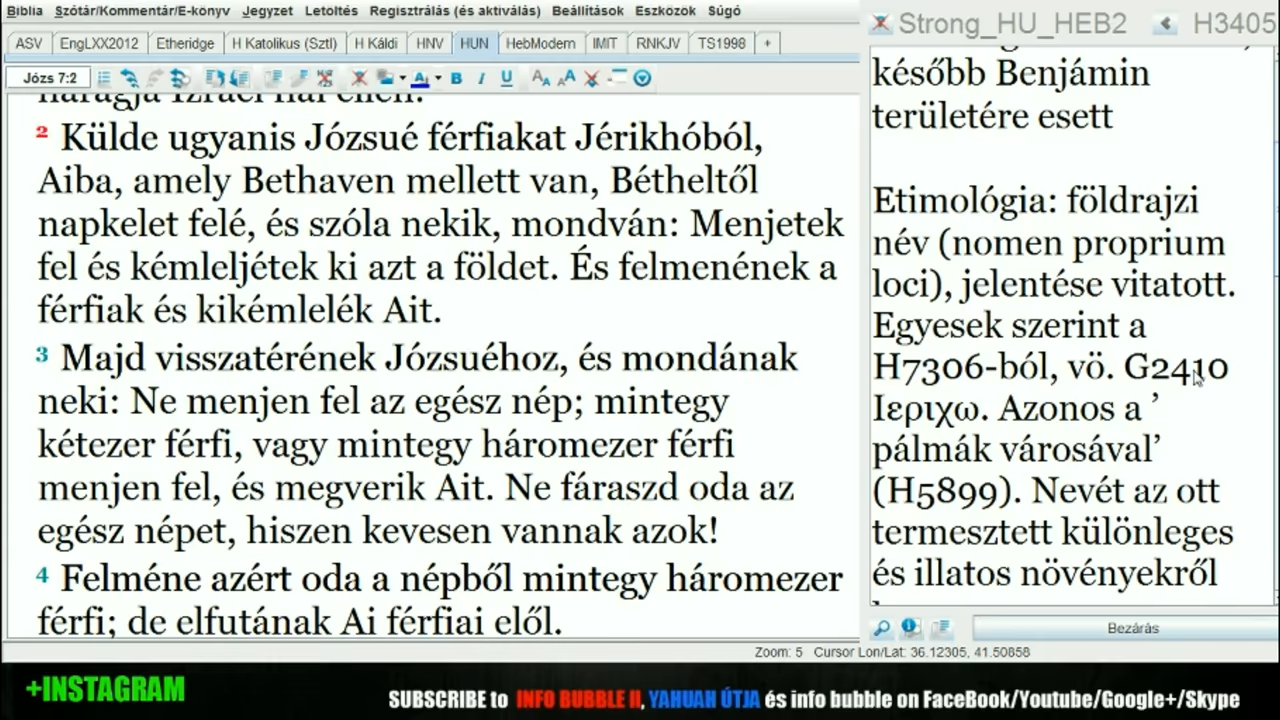 Biblia Szótár/Kommentár/E-könyv Jegyzet Letöltés Regisztrálás (és aktiválás) Beállítások Eszközök Súgó
ASV EngLXX2012 Etheridge H Katolikus (Sztl) H Káldi HNV HUN HebModern IMIT RNKJV TS1998 +
Józs 7:2
haragja Izráel fiai ellen.
2 Külde ugyanis Józsué férfiakat Jérikhóból,
Aiba, amely Bethaven mellett van, Bétheltől
napkelet felé, és szóla nekik, mondván: Menjetek
fel és kémleljétek ki azt a földet. És felmenének a
férfiak és kikémlelék Ait.
3 Majd visszatérének Józsuéhoz, és mondának
neki: Ne menjen fel az egész nép; mintegy
kétezer férfi, vagy mintegy háromezer férfi
menjen fel, és megverik Ait. Ne fáraszd oda az
egész népet, hiszen kevesen vannak azok!
4 Felméne azért oda a népből mintegy háromezer
férfi; de elfutának Ai férfiai elől.
Strong_HU_HEB2 H3405
később Benjámin
területére esett
Etimológia: földrajzi
név (nomen proprium
loci), jelentése vitatott.
Egyesek szerint a
H7306-ból, vö. G2410
Ιεριχω. Azonos a ’
pálmák városával’
(H5899). Nevét az ott
termesztett különleges
és illatos növényekről
Bezárás
Zoom: 5 Cursor Lon/Lat: 36.12305, 41.50858
+INSTAGRAM
SUBSCRIBE to INFO BUBBLE II, YAHUAH ÚTJA és info bubble on FaceBook/Youtube/Google+/Skype